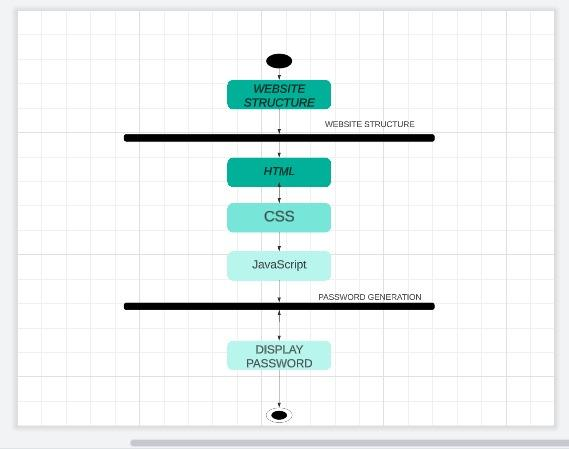 WEBSITE
STRUCTURE
WEBSITE STRUCTURE
HTML
CSS
JavaScript
PASSWORD GENERATION
DISPLAY
PASSWORD